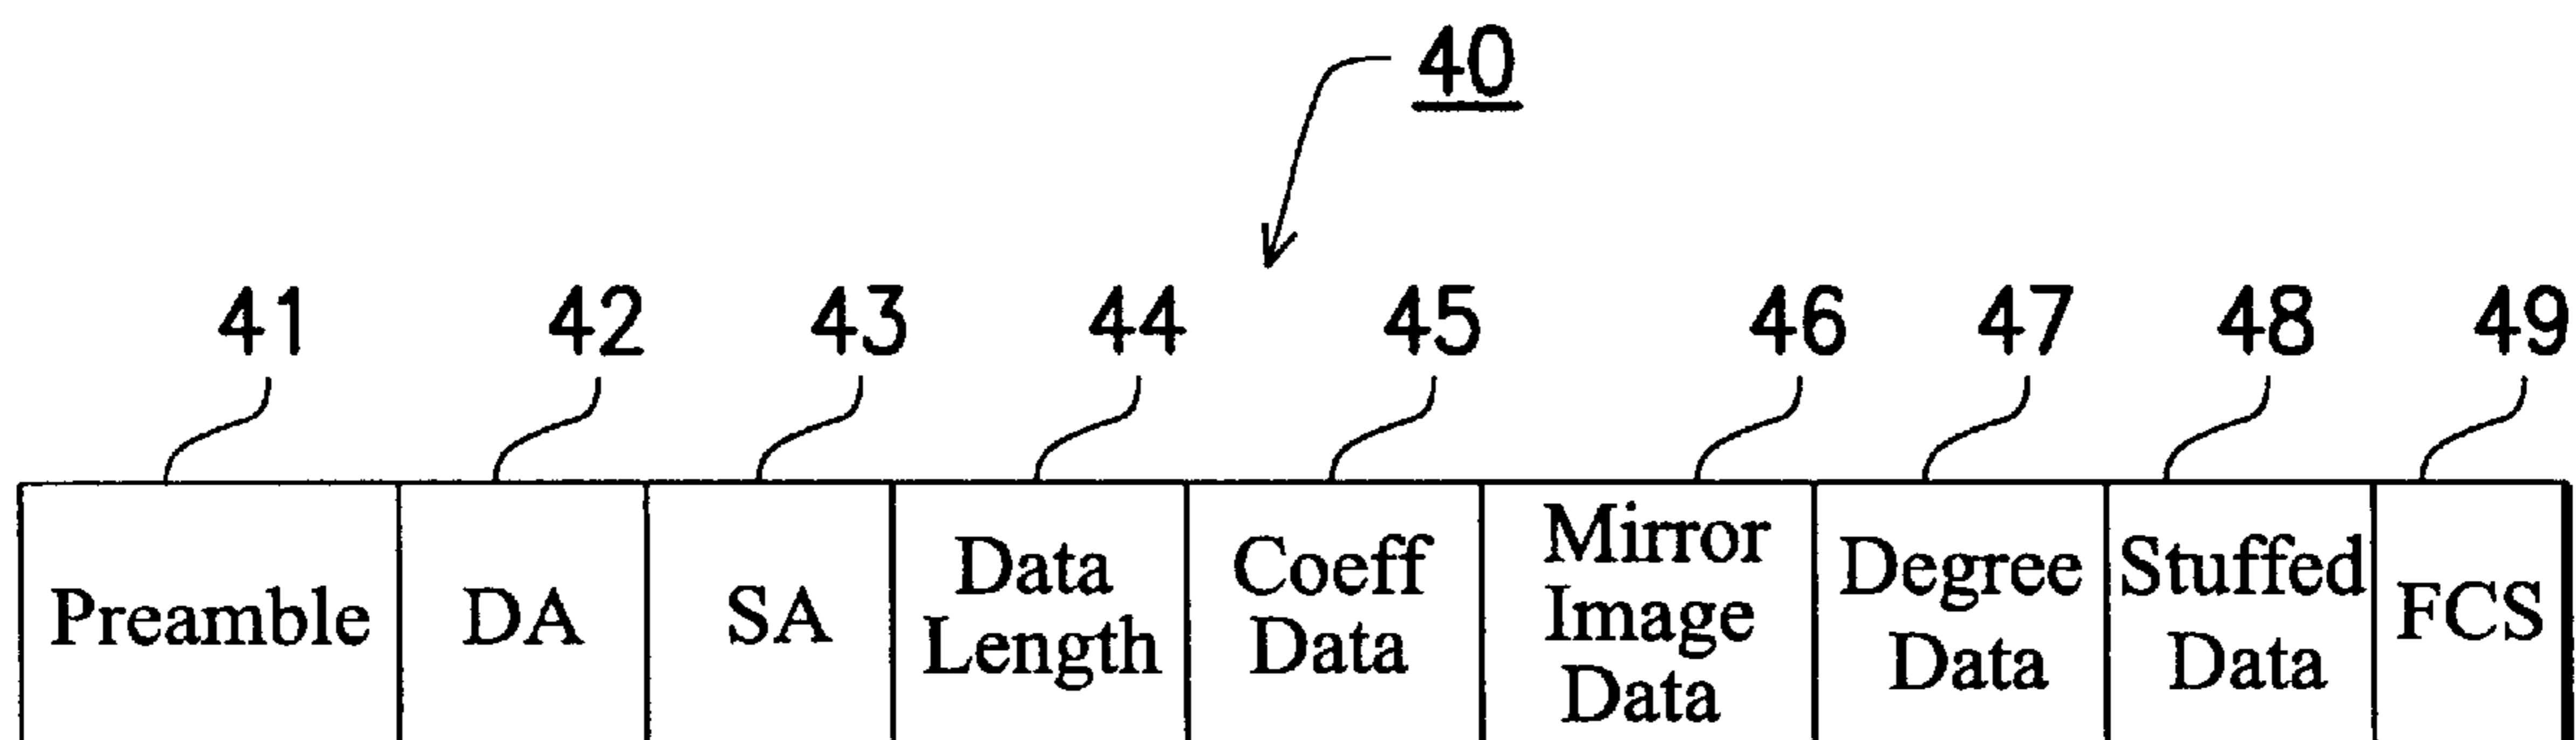 40
41 42 43 44 45 46 47 48 49
Preamble
DA
SA
Data
Length
Coeff
Data
Mirror
Image
Data
Degree
Data
Stuffed
Data
FCS